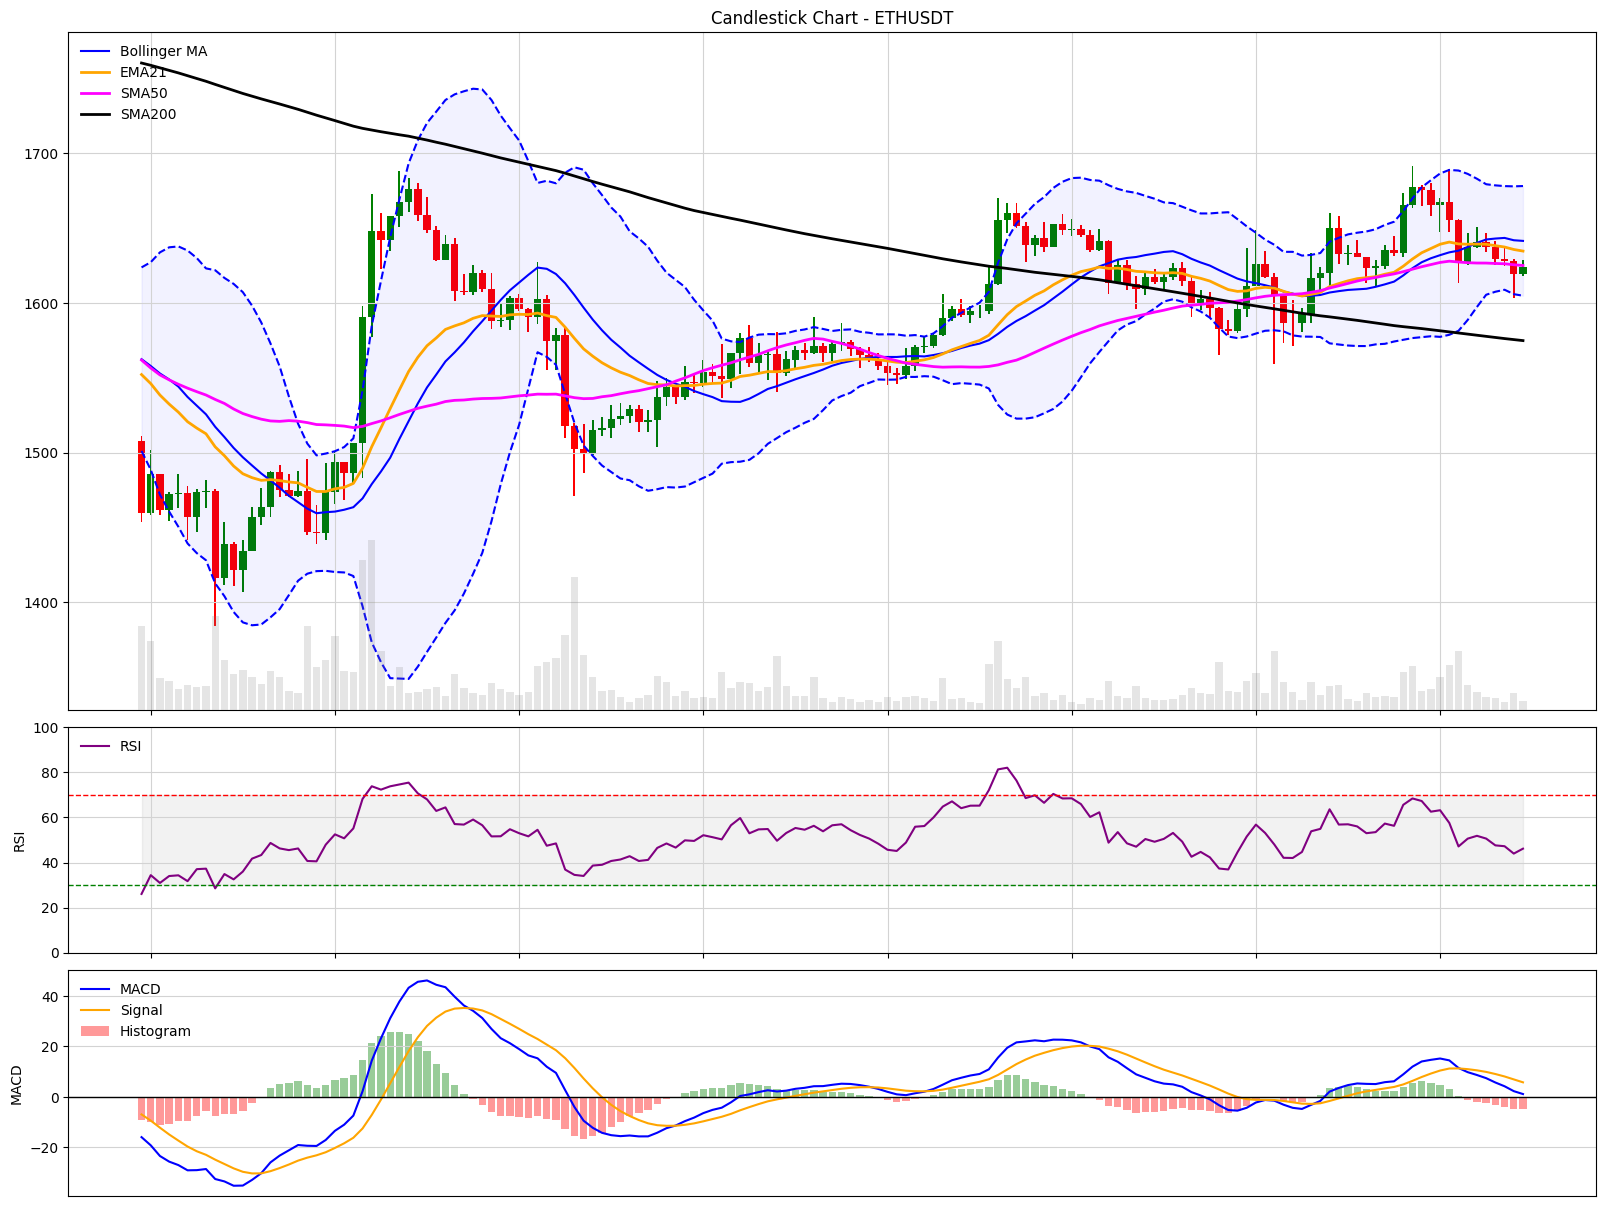 Candlestick Chart - ETHUSDT
Bollinger MA
EMA21
SMA50
SMA200
1700
1600
1500
1400
100
80
60
40
20
0
RSI
RSI
40
20
0
−20
MACD
MACD
Signal
Histogram